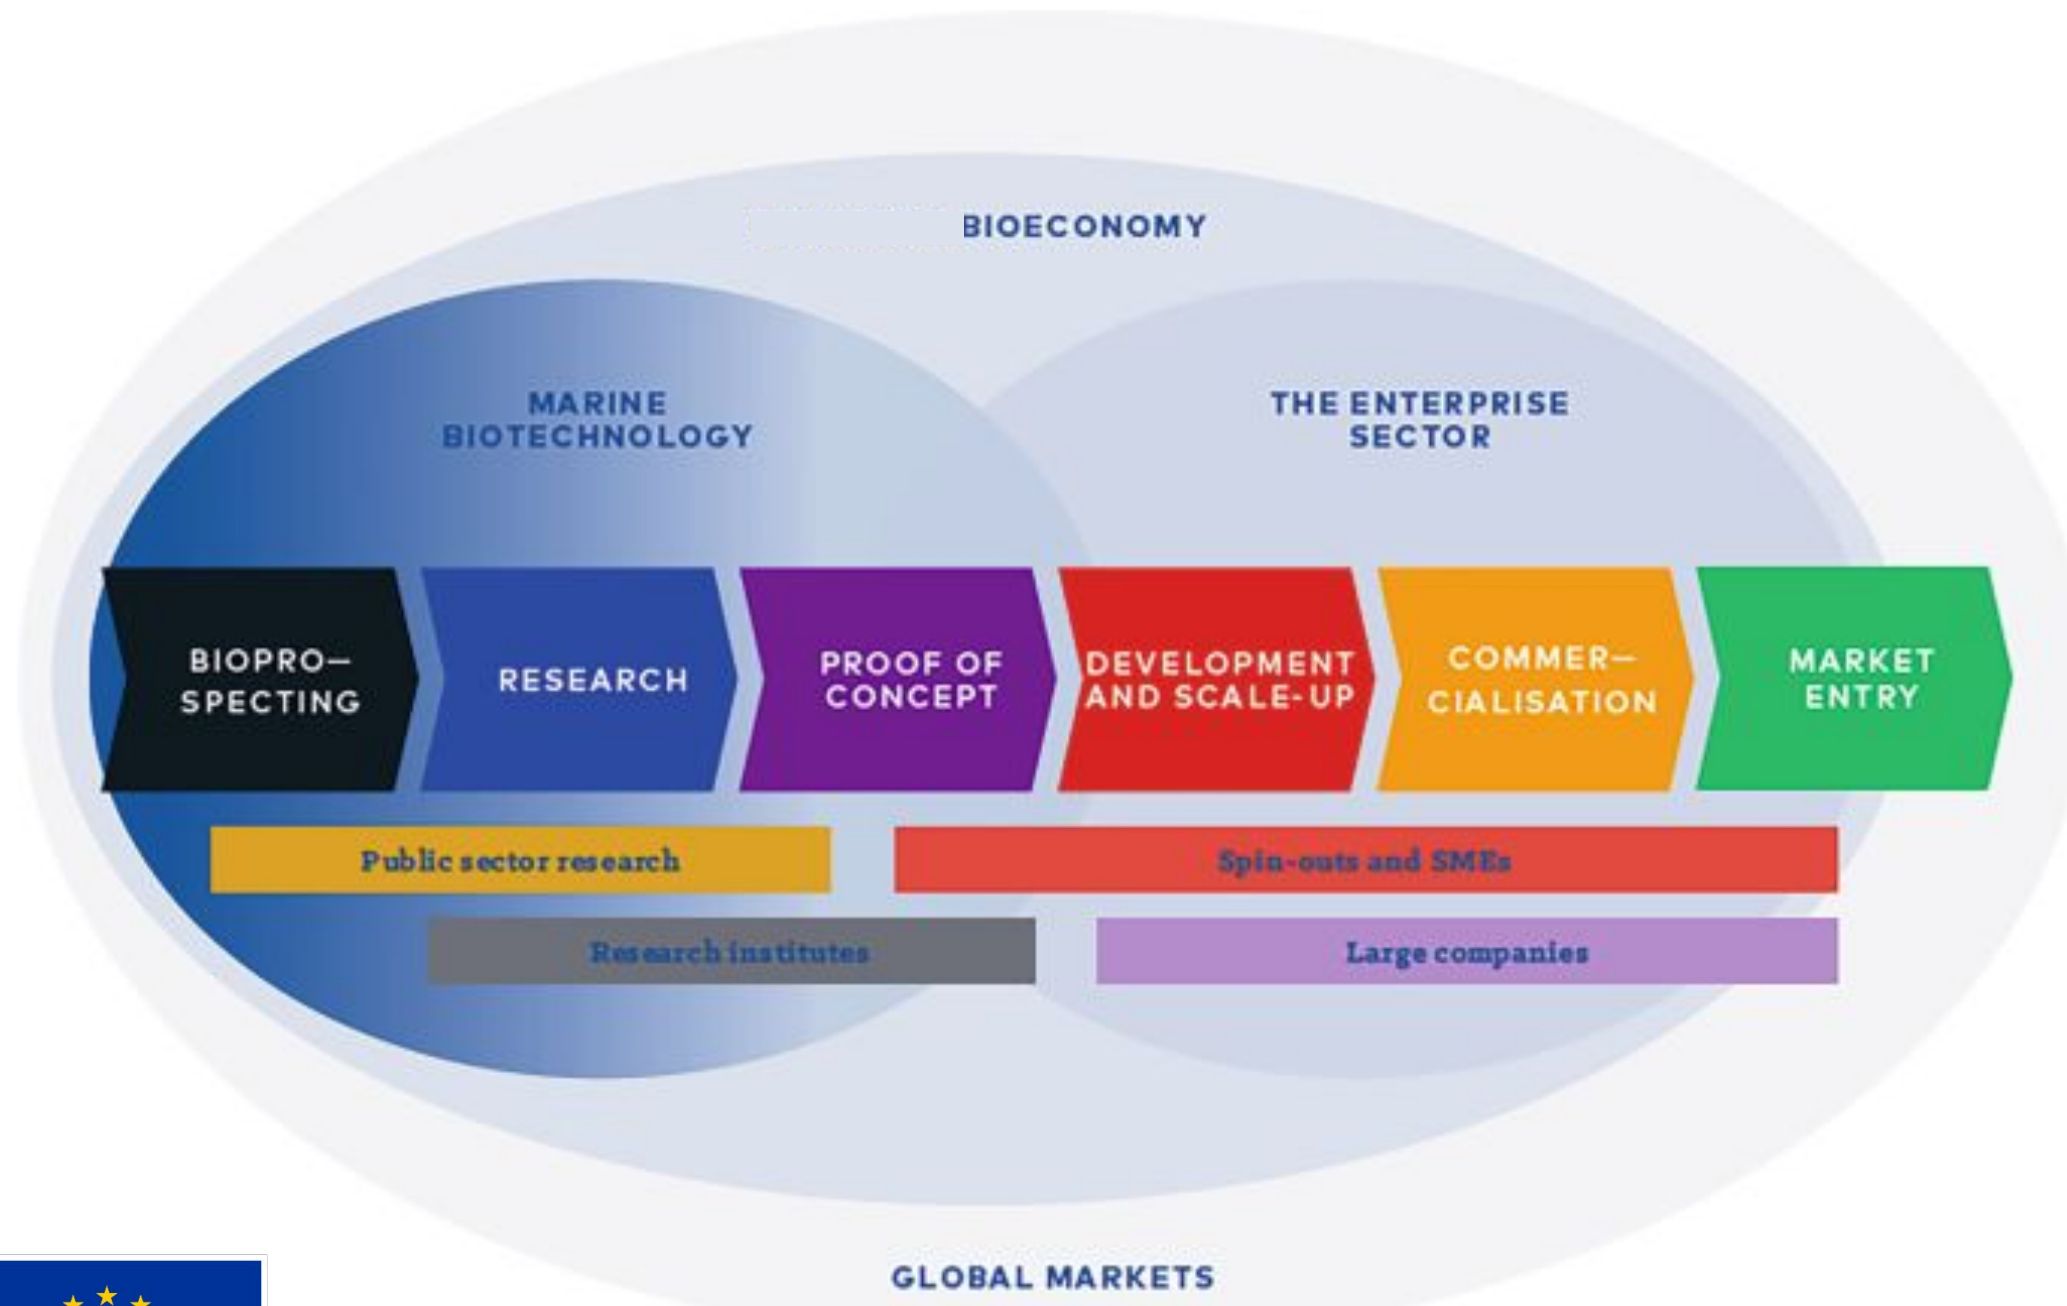 BIOECONOMY
MARINE
BIOTECHNOLOGY
THE ENTERPRISE
SECTOR
BIOPRO—
SPECTING
RESEARCH
PROOF OF
CONCEPT
DEVELOPMENT
AND SCALE-UP
COMMER—
CIALISATION
MARKET
ENTRY
Public sector research
Spin-outs and SMEs
Research institutes
Large companies
GLOBAL MARKETS